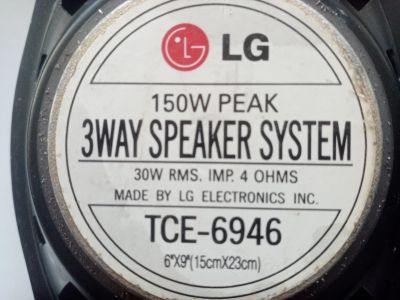 LG
150W PEAK
3WAY SPEAKER SYSTEM
30W RMS. IMP. 4 OHMS
MADE BY LG ELECTRONICS INC.
TCE-6946
6"X9"(15cmX23cm)